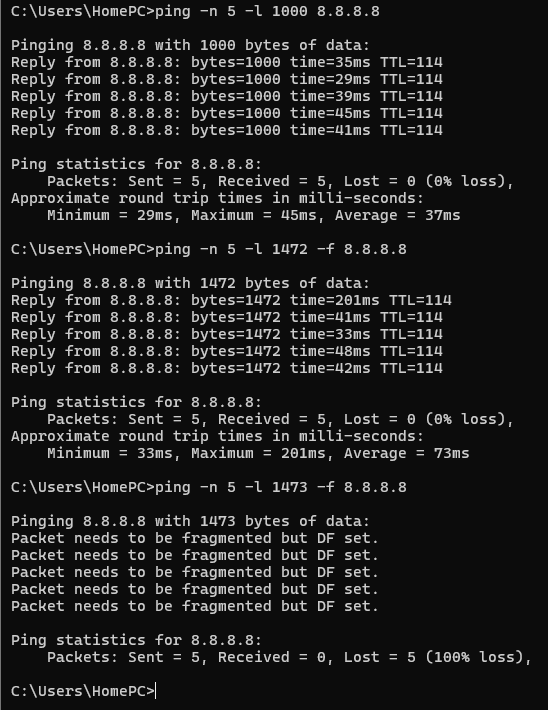 C:\Users\HomePC>ping -n 5 -l 1000 8.8.8.8
Pinging 8.8.8.8 with 1000 bytes of data:
Reply from 8.8.8.8: bytes=1000 time=35ms TTL=114
Reply from 8.8.8.8: bytes=1000 time=29ms TTL=114
Reply from 8.8.8.8: bytes=1000 time=39ms TTL=114
Reply from 8.8.8.8: bytes=1000 time=45ms TTL=114
Reply from 8.8.8.8: bytes=1000 time=41ms TTL=114
Ping statistics for 8.8.8.8:
    Packets: Sent = 5, Received = 5, Lost = 0 (0% loss),
Approximate round trip times in milli-seconds:
    Minimum = 29ms, Maximum = 45ms, Average = 37ms
C:\Users\HomePC>ping -n 5 -l 1472 -f 8.8.8.8
Pinging 8.8.8.8 with 1472 bytes of data:
Reply from 8.8.8.8: bytes=1472 time=201ms TTL=114
Reply from 8.8.8.8: bytes=1472 time=41ms TTL=114
Reply from 8.8.8.8: bytes=1472 time=33ms TTL=114
Reply from 8.8.8.8: bytes=1472 time=48ms TTL=114
Reply from 8.8.8.8: bytes=1472 time=42ms TTL=114
Ping statistics for 8.8.8.8:
    Packets: Sent = 5, Received = 5, Lost = 0 (0% loss),
Approximate round trip times in milli-seconds:
    Minimum = 33ms, Maximum = 201ms, Average = 73ms
C:\Users\HomePC>ping -n 5 -l 1473 -f 8.8.8.8
Pinging 8.8.8.8 with 1473 bytes of data:
Packet needs to be fragmented but DF set.
Packet needs to be fragmented but DF set.
Packet needs to be fragmented but DF set.
Packet needs to be fragmented but DF set.
Packet needs to be fragmented but DF set.
Ping statistics for 8.8.8.8:
    Packets: Sent = 5, Received = 0, Lost = 5 (100% loss),
C:\Users\HomePC>